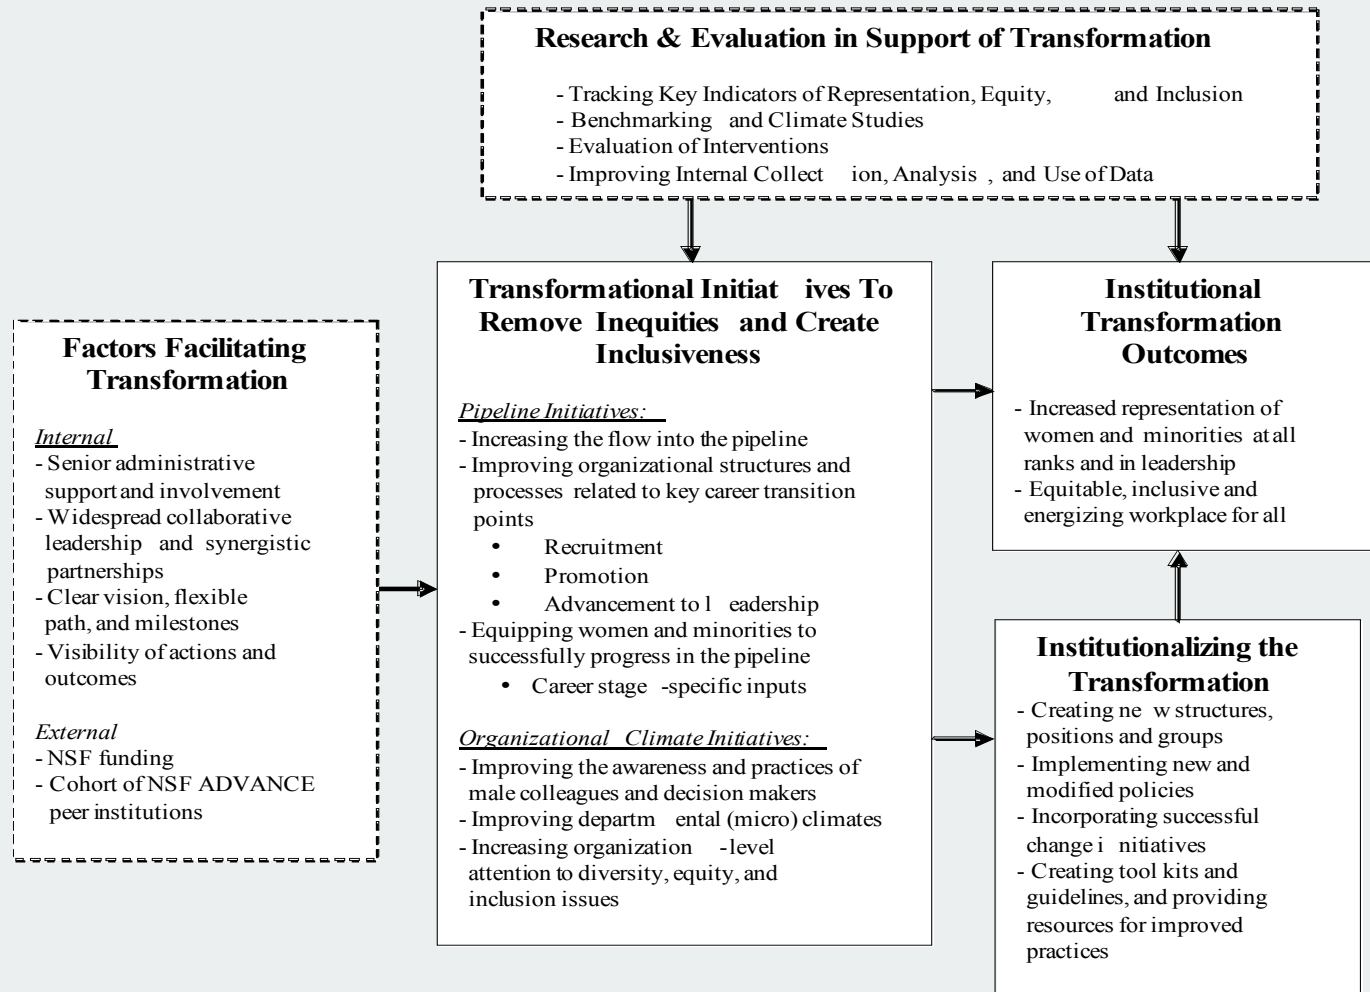 Research & Evaluation in Support of Transformation
- Tracking Key Indicators of Representation, Equity, and Inclusion
- Benchmarking and Climate Studies
- Evaluation of Interventions
- Improving Internal Collect ion, Analysis , and Use of Data
Factors Facilitating
Transformation
Internal
- Senior administrative
support and involvement
- Widespread collaborative
leadership and synergistic
partnerships
- Clear vision, flexible
path, and milestones
- Visibility of actions and
outcomes
External
- NSF funding
- Cohort of NSF ADVANCE
peer institutions
Transformational Initiat ives To
Remove Inequities and Create
Inclusiveness
Pipeline Initiatives:
- Increasing the flow into the pipeline
- Improving organizational structures and
processes related to key career transition
points
• Recruitment
• Promotion
• Advancement to l eadership
- Equipping women and minorities to
successfully progress in the pipeline
• Career stage -specific inputs
Organizational Climate Initiatives:
- Improving the awareness and practices of
male colleagues and decision makers
- Improving departm ental (micro) climates
- Increasing organization -level
attention to diversity, equity, and
inclusion issues
Institutional
Transformation
Outcomes
- Increased representation of
women and minorities at all
ranks and in leadership
- Equitable, inclusive and
energizing workplace for all
Institutionalizing the
Transformation
- Creating ne w structures,
positions and groups
- Implementing new and
modified policies
- Incorporating successful
change i nitiatives
- Creating tool kits and
guidelines, and providing
resources for improved
practices